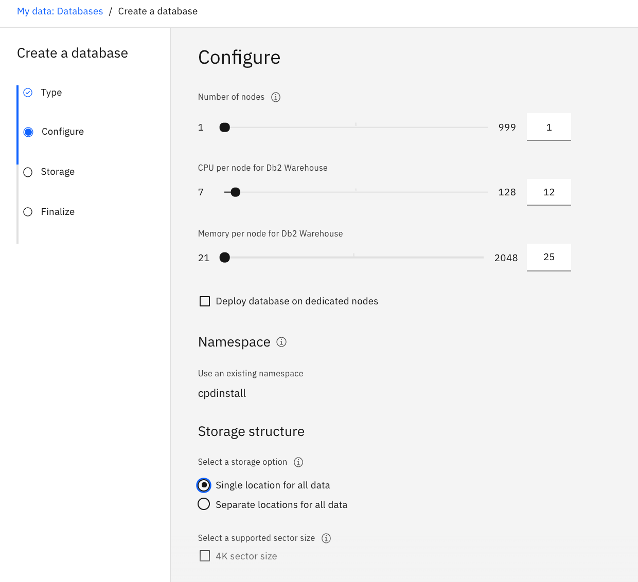 My data: Databases / Create a database
Create a database
Type
Configure
Storage
Finalize
Configure
Number of nodes
1 999 1
CPU per node for Db2 Warehouse
7 128 12
Memory per node for Db2 Warehouse
21 2048 25
Deploy database on dedicated nodes
Namespace
Use an existing namespace
cpdinstall
Storage structure
Select a storage option
Single location for all data
Separate locations for all data
Select a supported sector size
4K sector size